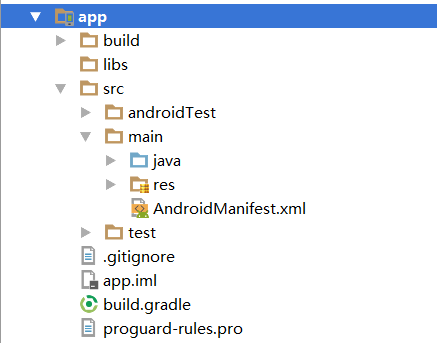 app
build
libs
src
androidTest
main
java
res
AndroidManifest.xml
test
.gitignore
app.iml
build.gradle
proguard-rules.pro